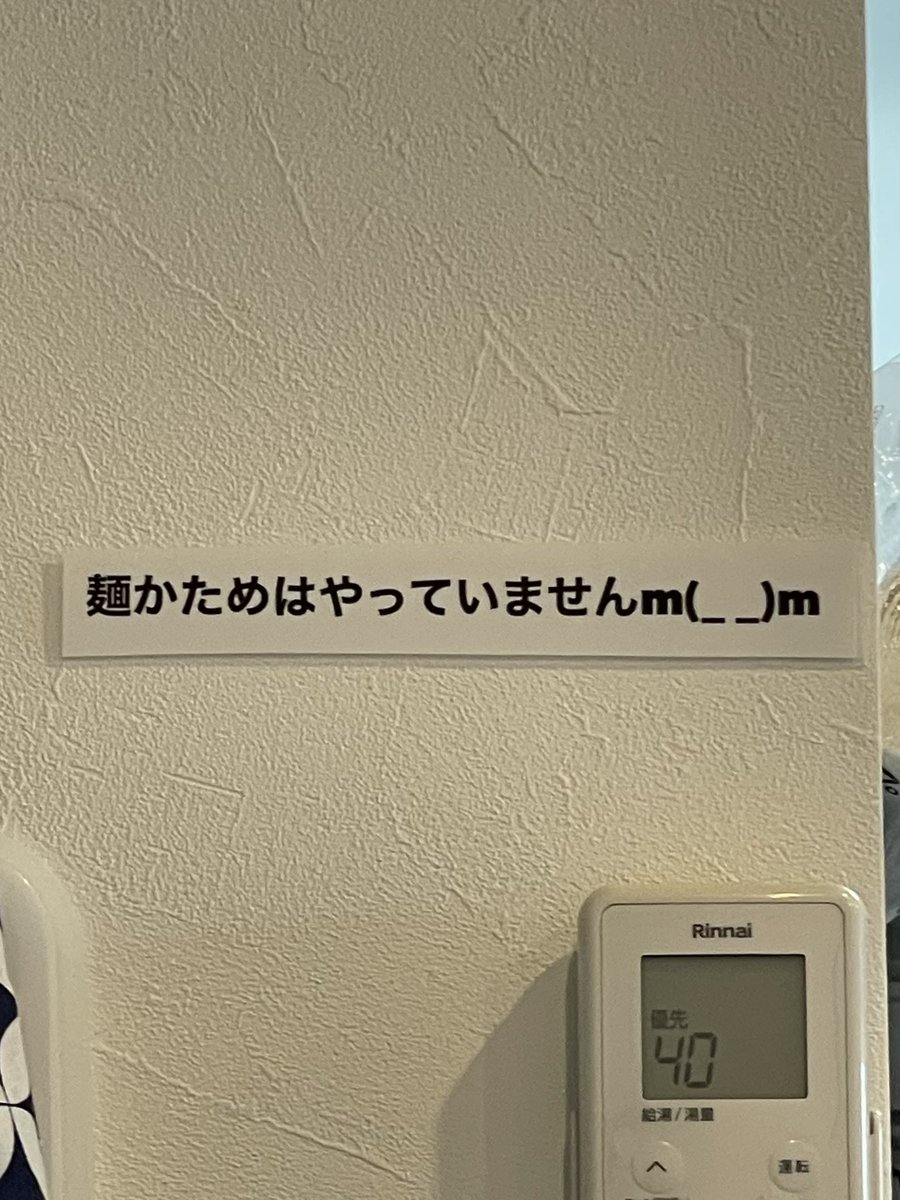 麺かためはやっていませんm(_ _)m
Rinnai
優先
40
給湯/湯量
運転